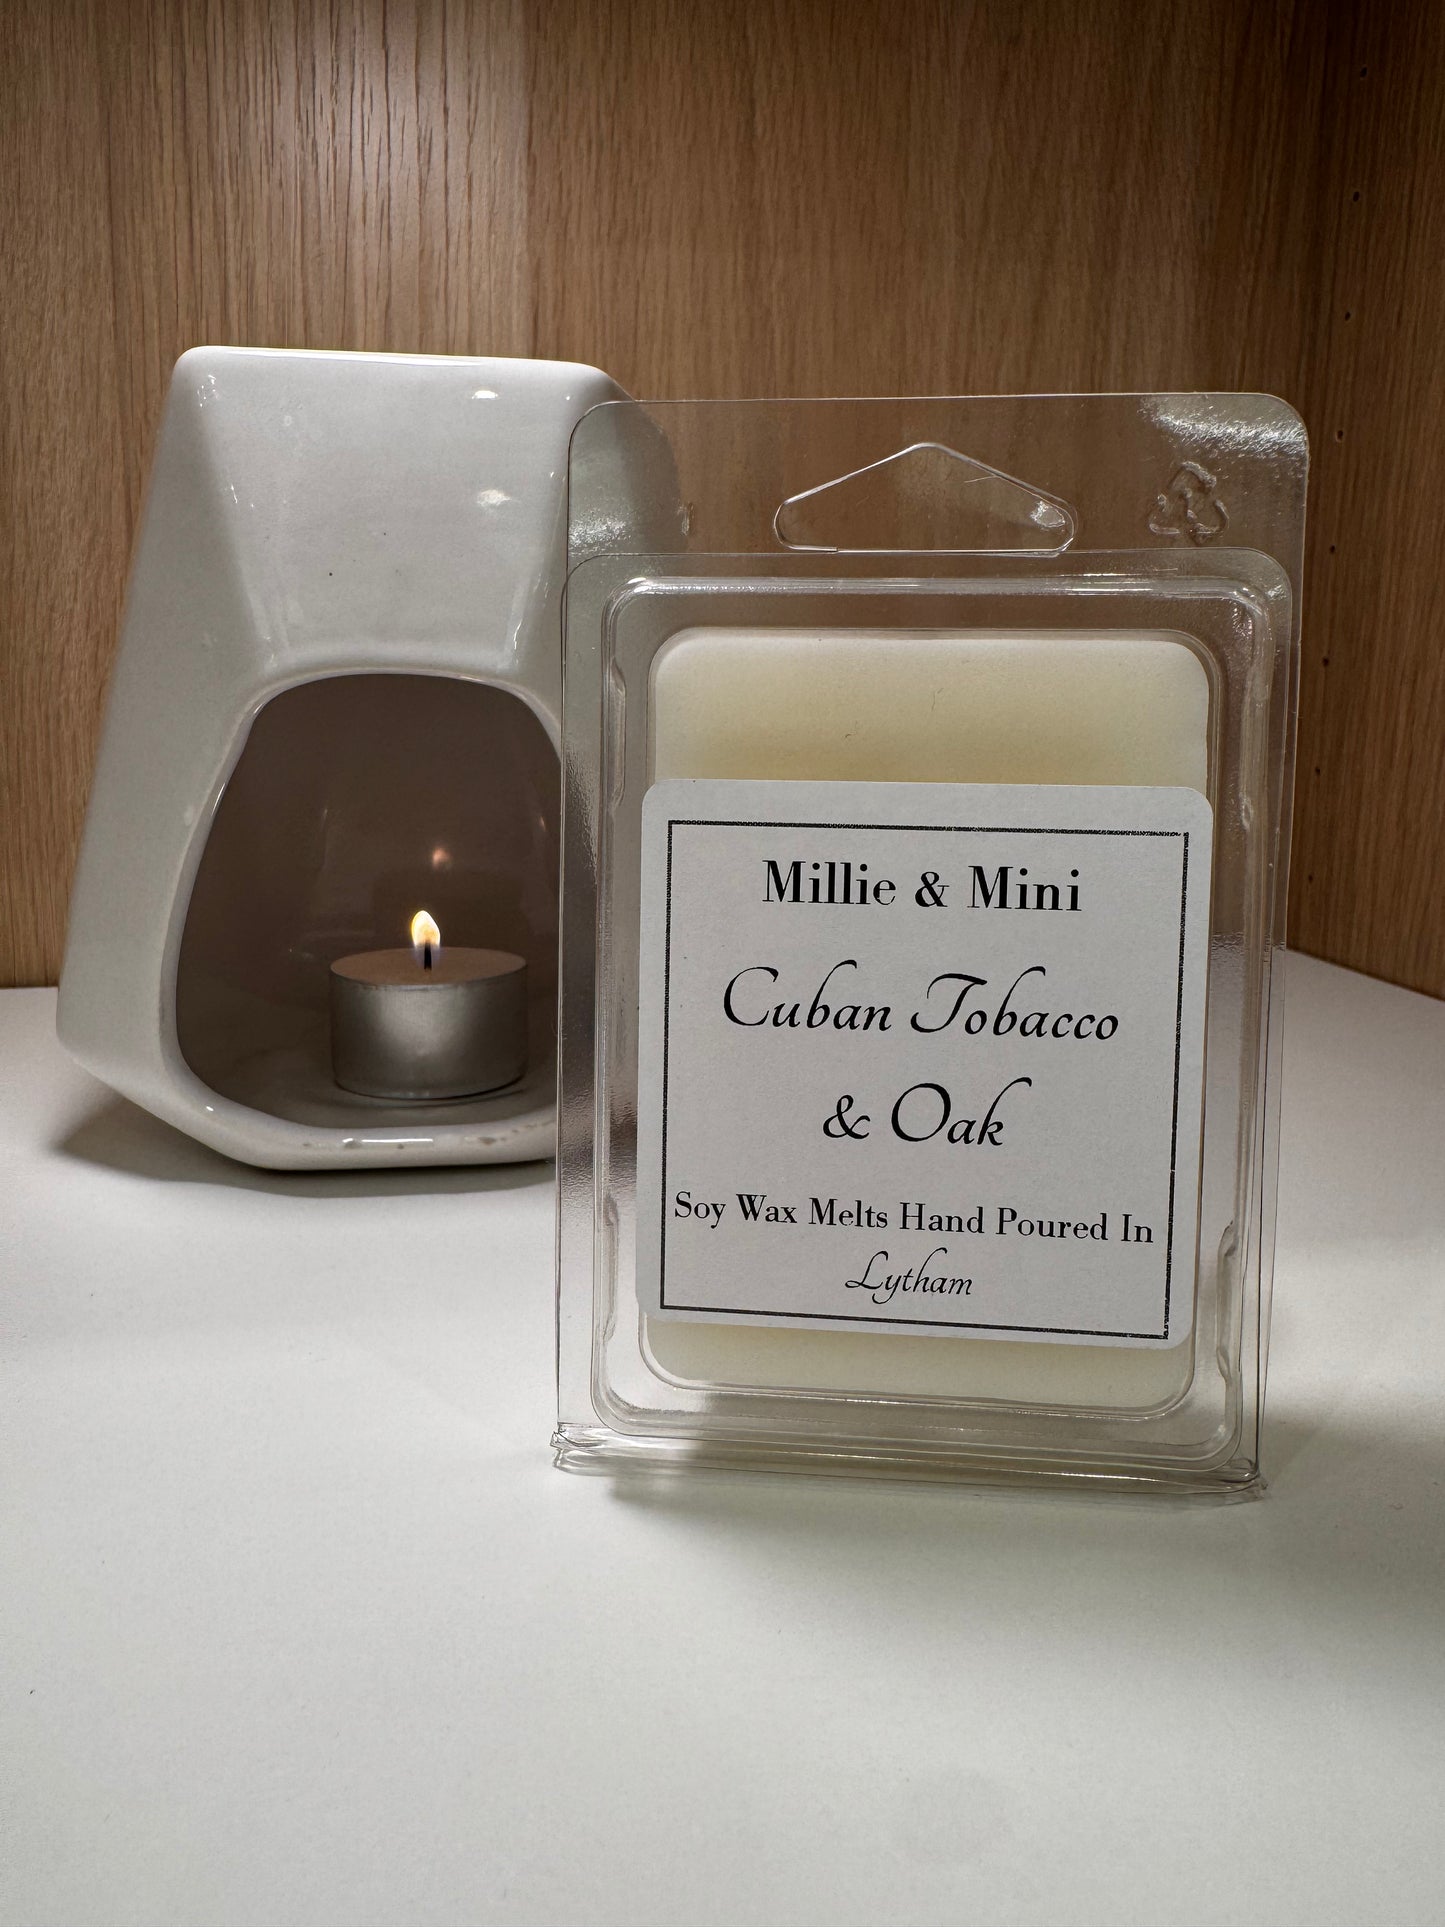 Millie & Mini
Cuban Tobacco
& Oak
Soy Wax Melts Hand Poured In
Lytham